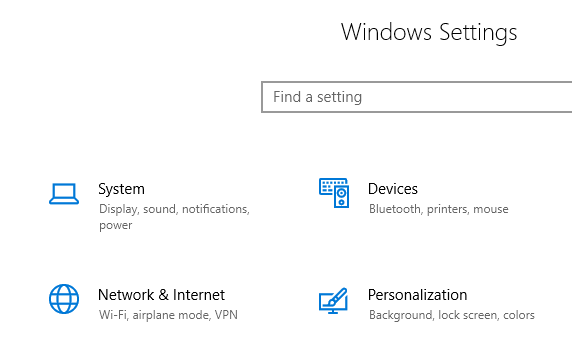 Windows Settings
Find a setting
System
Display, sound, notifications,
power
Devices
Bluetooth, printers, mouse
Network & Internet
Wi-Fi, airplane mode, VPN
Personalization
Background, lock screen, colors